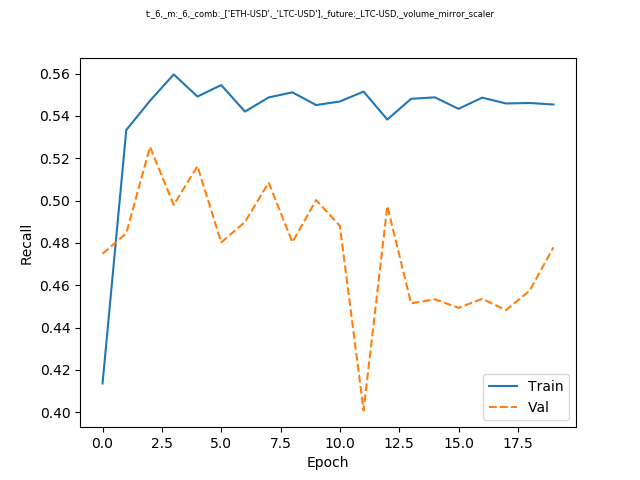 t:_6,_m:_6,_comb:_['ETH-USD',_'LTC-USD'],_future:_LTC-USD,_volume_mirror_scaler
0.56
0.54
0.52
0.50
0.48
0.46
0.44
0.42
0.40
Recall
Train
Val
0.0 2.5 5.0 7.5 10.0 12.5 15.0 17.5
Epoch